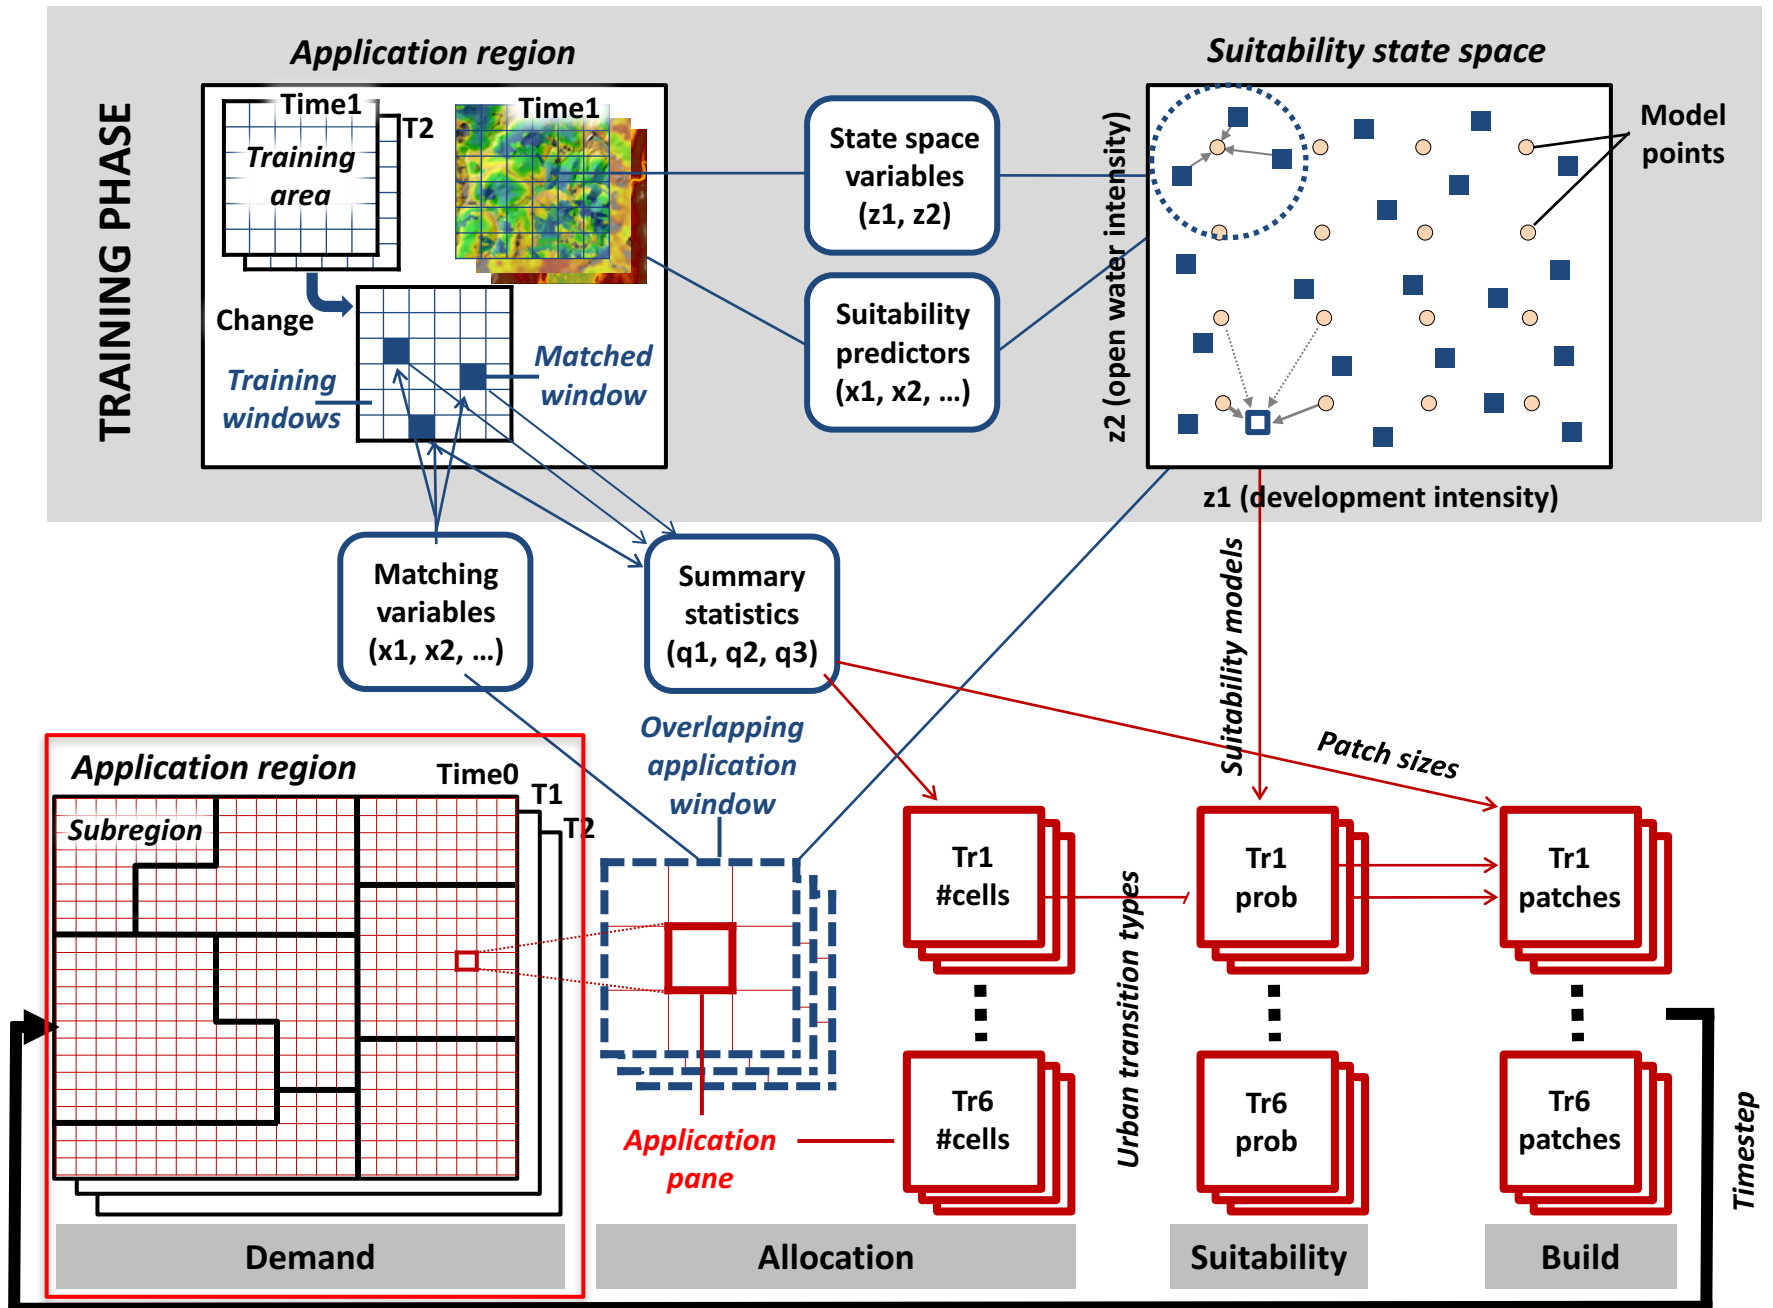 TRAINING PHASE
Application region
Time1
T2
Training
area
Time1
Change
Training
windows
Matched
window
State space
variables
(z1, z2)
Suitability
predictors
(x1, x2, ...)
Suitability state space
z2 (open water intensity)
z1 (development intensity)
Model
points
Matching
variables
(x1, x2, ...)
Summary
statistics
(q1, q2, q3)
Suitability models
Patch sizes
Application region
Time0
T1
T2
Subregion
Overlapping
application
window
Application
pane
Tr1
#cells
Tr6
#cells
Urban transition types
Tr1
prob
Tr6
prob
Tr1
patches
Tr6
patches
Timestep
Demand
Allocation
Suitability
Build